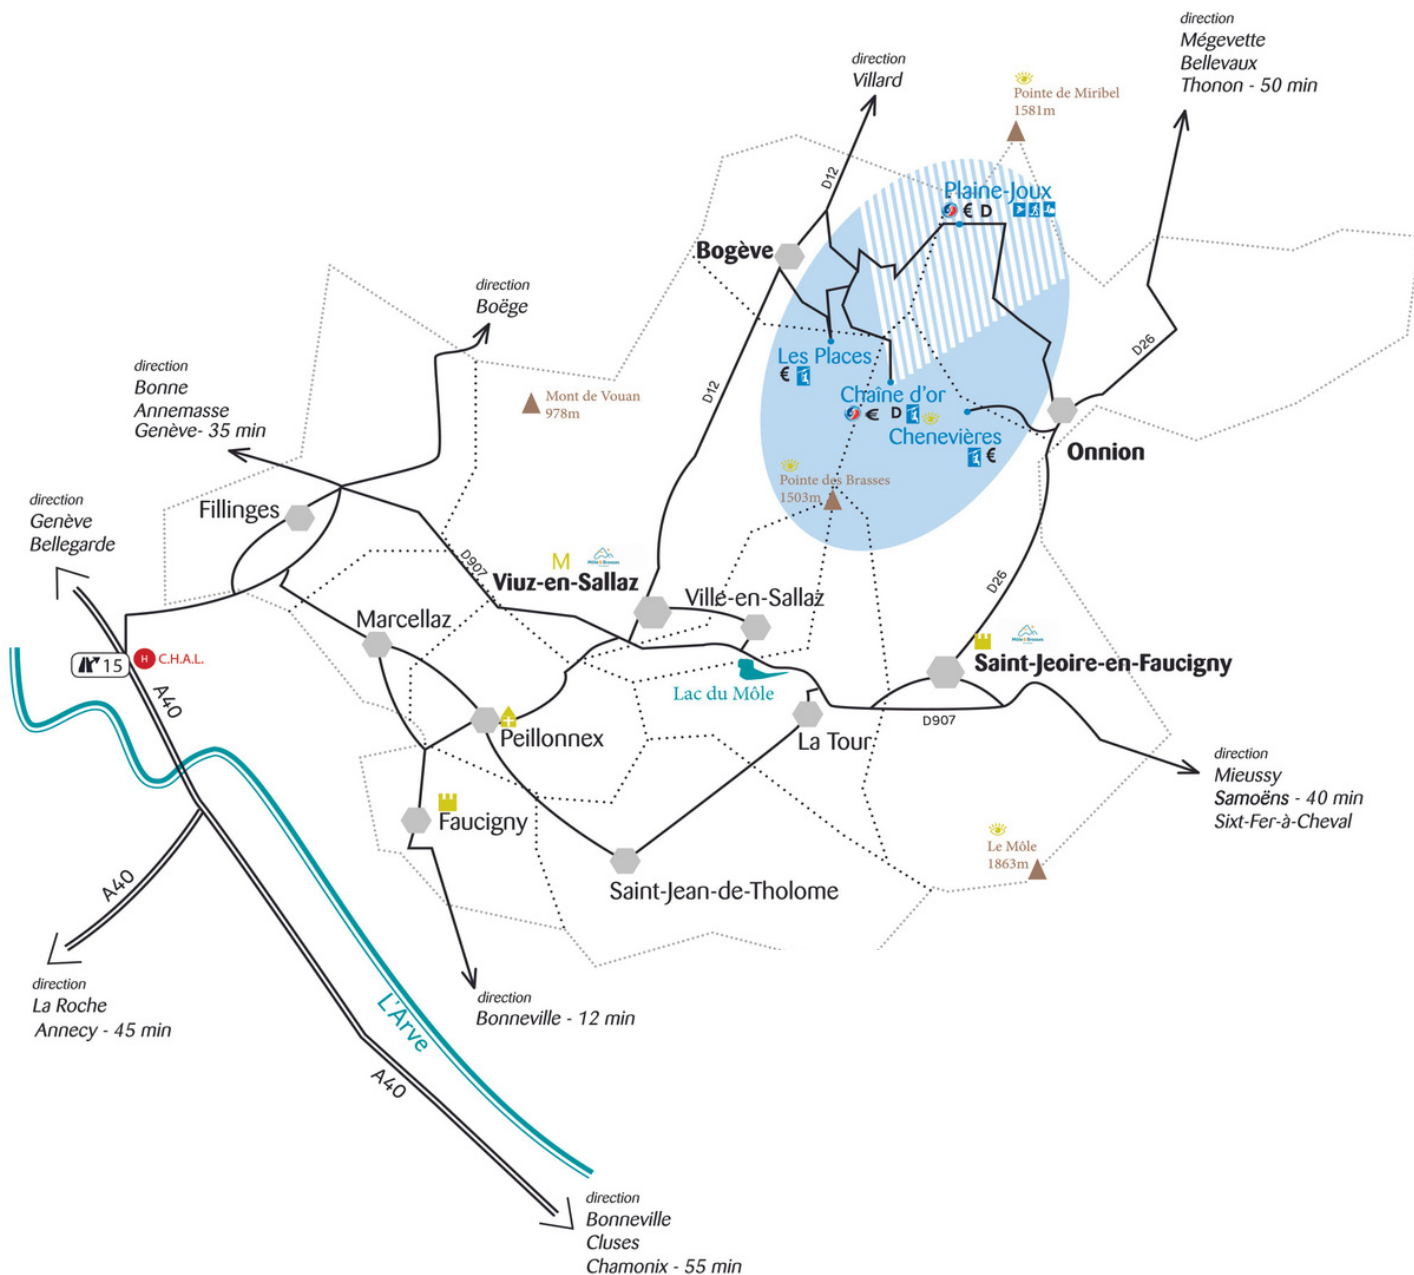 direction
Mégevette
Bellevaux
Thonon - 50 min
direction
Villard
Pointe de Miribel
1581m
D12
Plaine-Joux
€ D
Bogève
direction
Boëge
D26
direction
Bonne
Annemasse
Genève- 35 min
Mont de Vouan
978m
D12
Les Places
€
Chaîne d'or
€ D
Chenevières
€
Onnion
Pointe des Brasses
1503m
direction
Genève
Bellegarde
Fillinges
D907
M
Môle & Brasses
Viuz-en-Sallaz
Ville-en-Sallaz
D26
Marcellaz
Môle & Brasses
Saint-Jeoire-en-Faucigny
15
H
C.H.A.L.
A40
Lac du Môle
Peillonnex
La Tour
D907
direction
Mieussy
Samoëns - 40 min
Sixt-Fer-à-Cheval
Faucigny
Le Môle
1863m
A40
Saint-Jean-de-Tholome
direction
La Roche
Annecy - 45 min
direction
Bonneville - 12 min
L'Arve
A40
direction
Bonneville
Cluses
Chamonix - 55 min